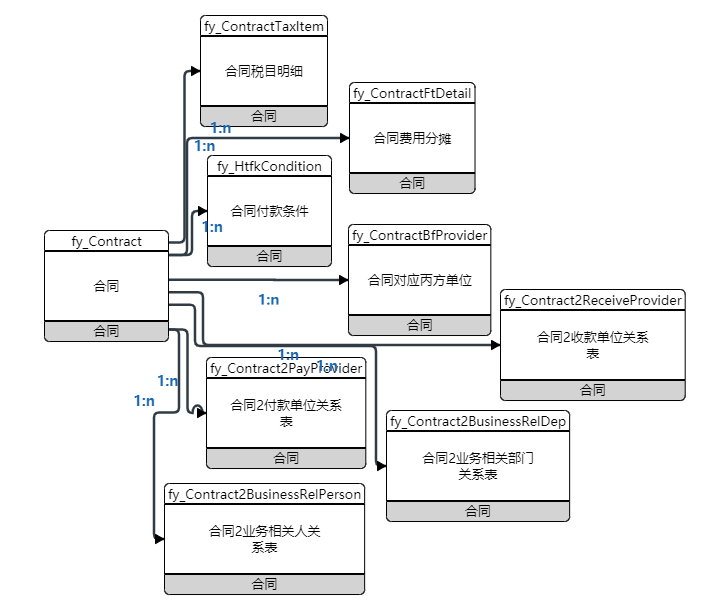 fy_ContractTaxItem
合同税目明细
合同
fy_ContractFtDetail
合同费用分摊
合同
1:n
1:n
fy_HtfkCondition
合同付款条件
合同
1:n
fy_Contract
合同
合同
fy_ContractBfProvider
合同对应丙方单位
合同
1:n
fy_Contract2ReceiveProvider
合同2收款单位关系
表
合同
1:n
1:n
fy_Contract2PayProvider
合同2付款单位关系
表
合同
1:n
1:n
fy_Contract2BusinessRelDep
合同2业务相关部门
关系表
合同
fy_Contract2BusinessRelPerson
合同2业务相关人关
系表
合同